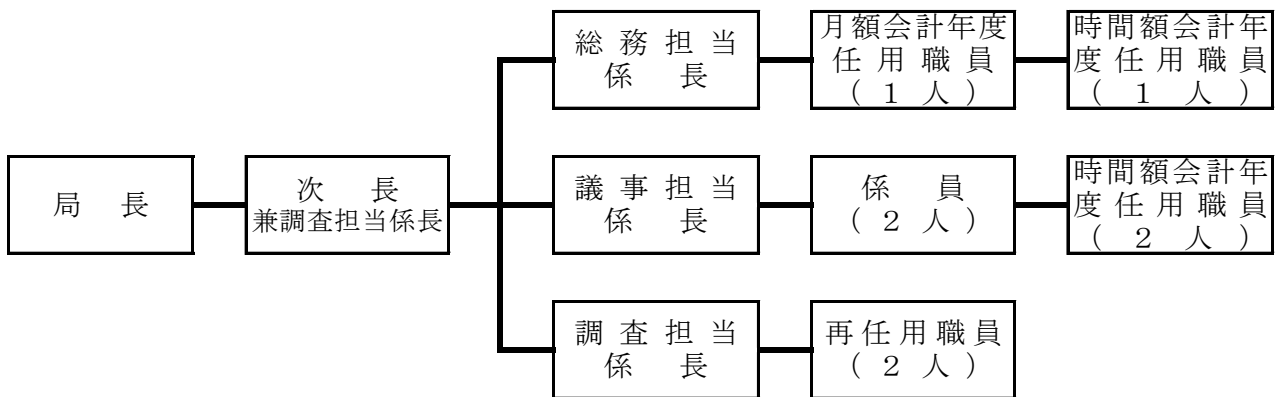 局長
次長
兼調査担当係長
総務担当
係長
月額会計年度
任用職員
(1人)
時間額会計年
度任用職員
(1人)
議事担当
係長
係員
(2人)
時間額会計年
度任用職員
(2人)
調査担当
係長
再任用職員
(2人)